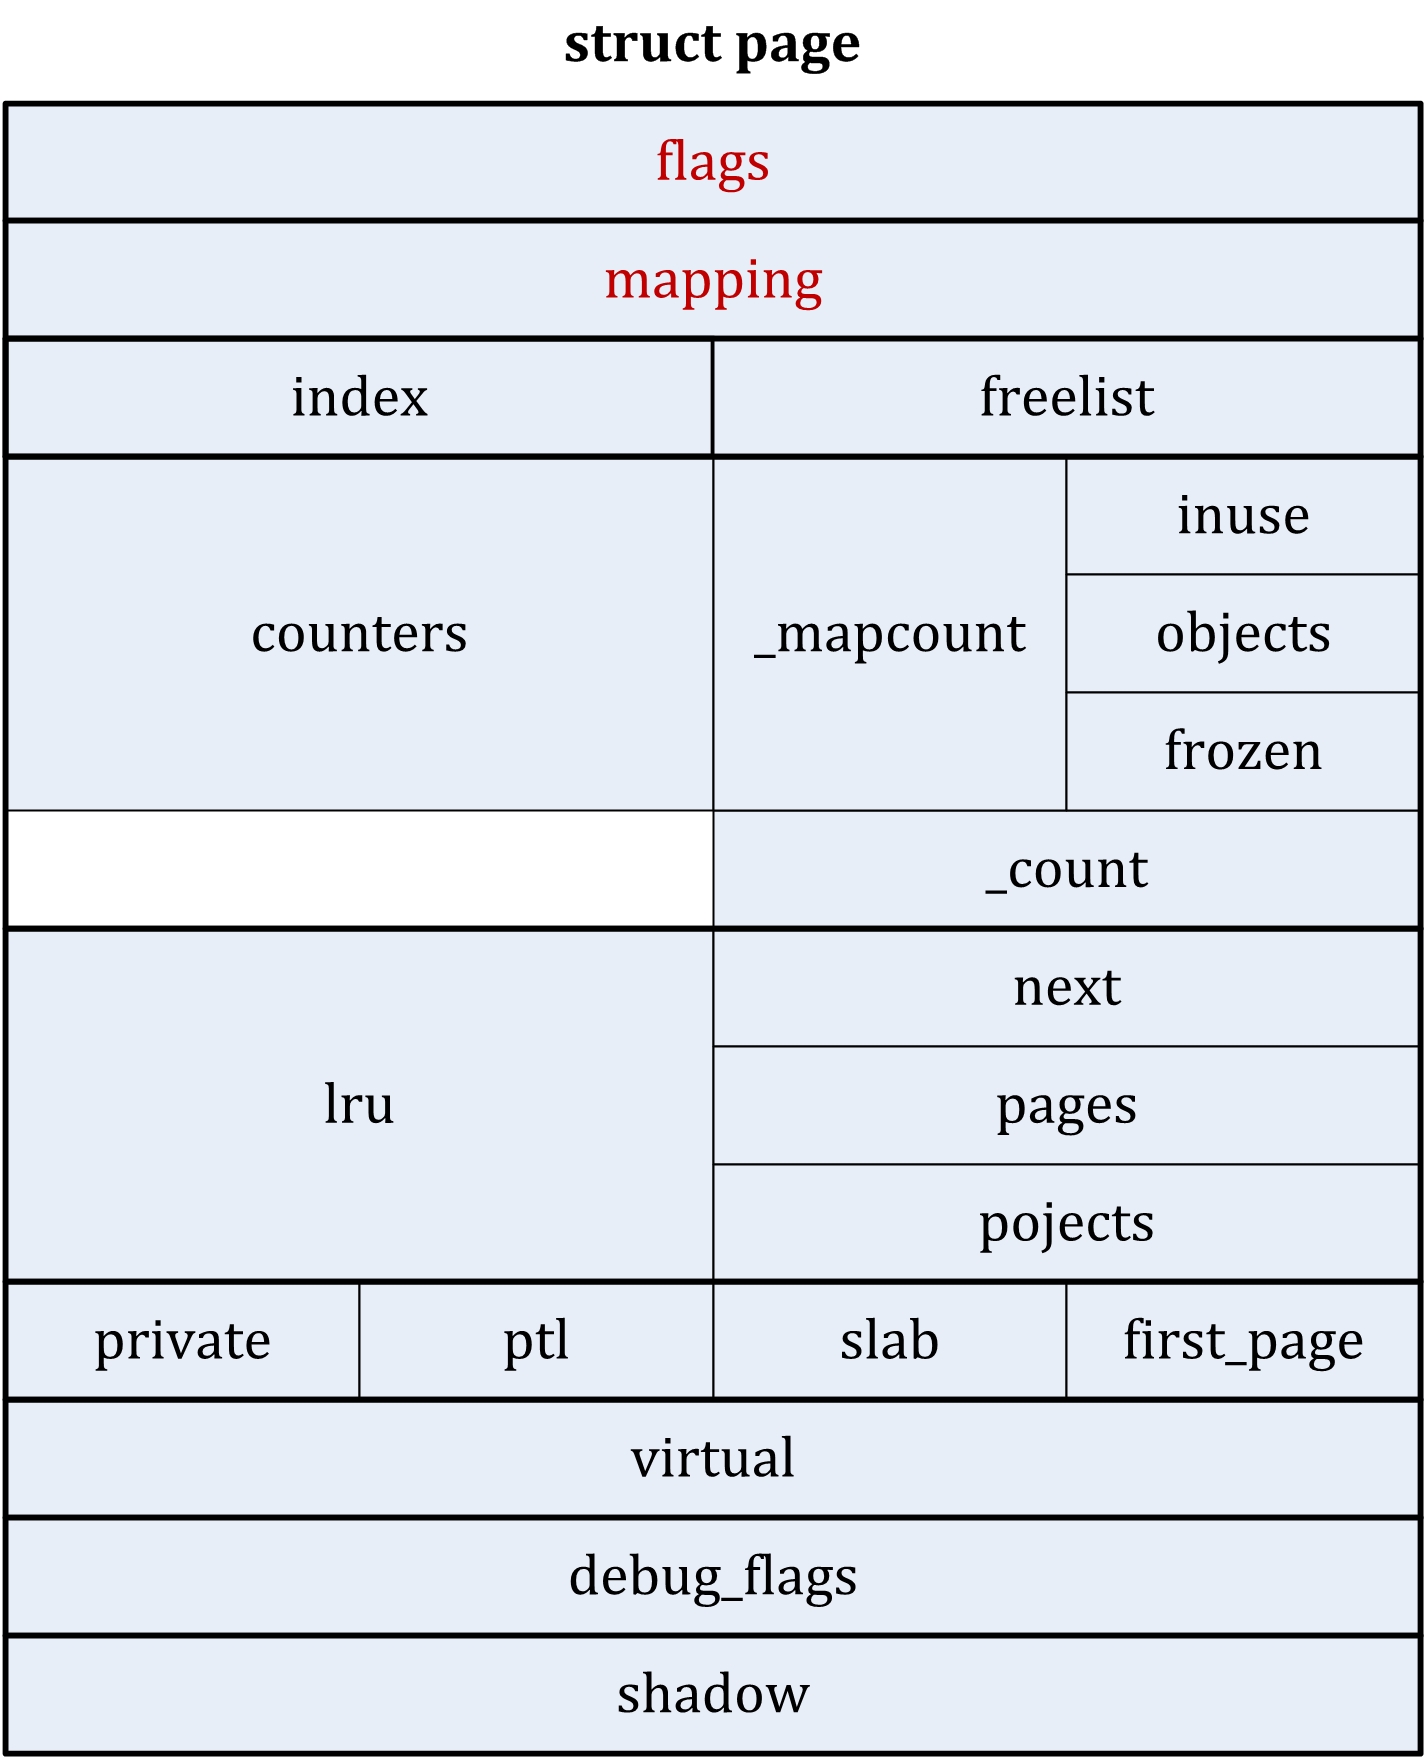 struct page
flags
mapping
index
freelist
counters
_mapcount
inuse
objects
frozen
_count
lru
next
pages
pojects
private
ptl
slab
first_page
virtual
debug_flags
shadow